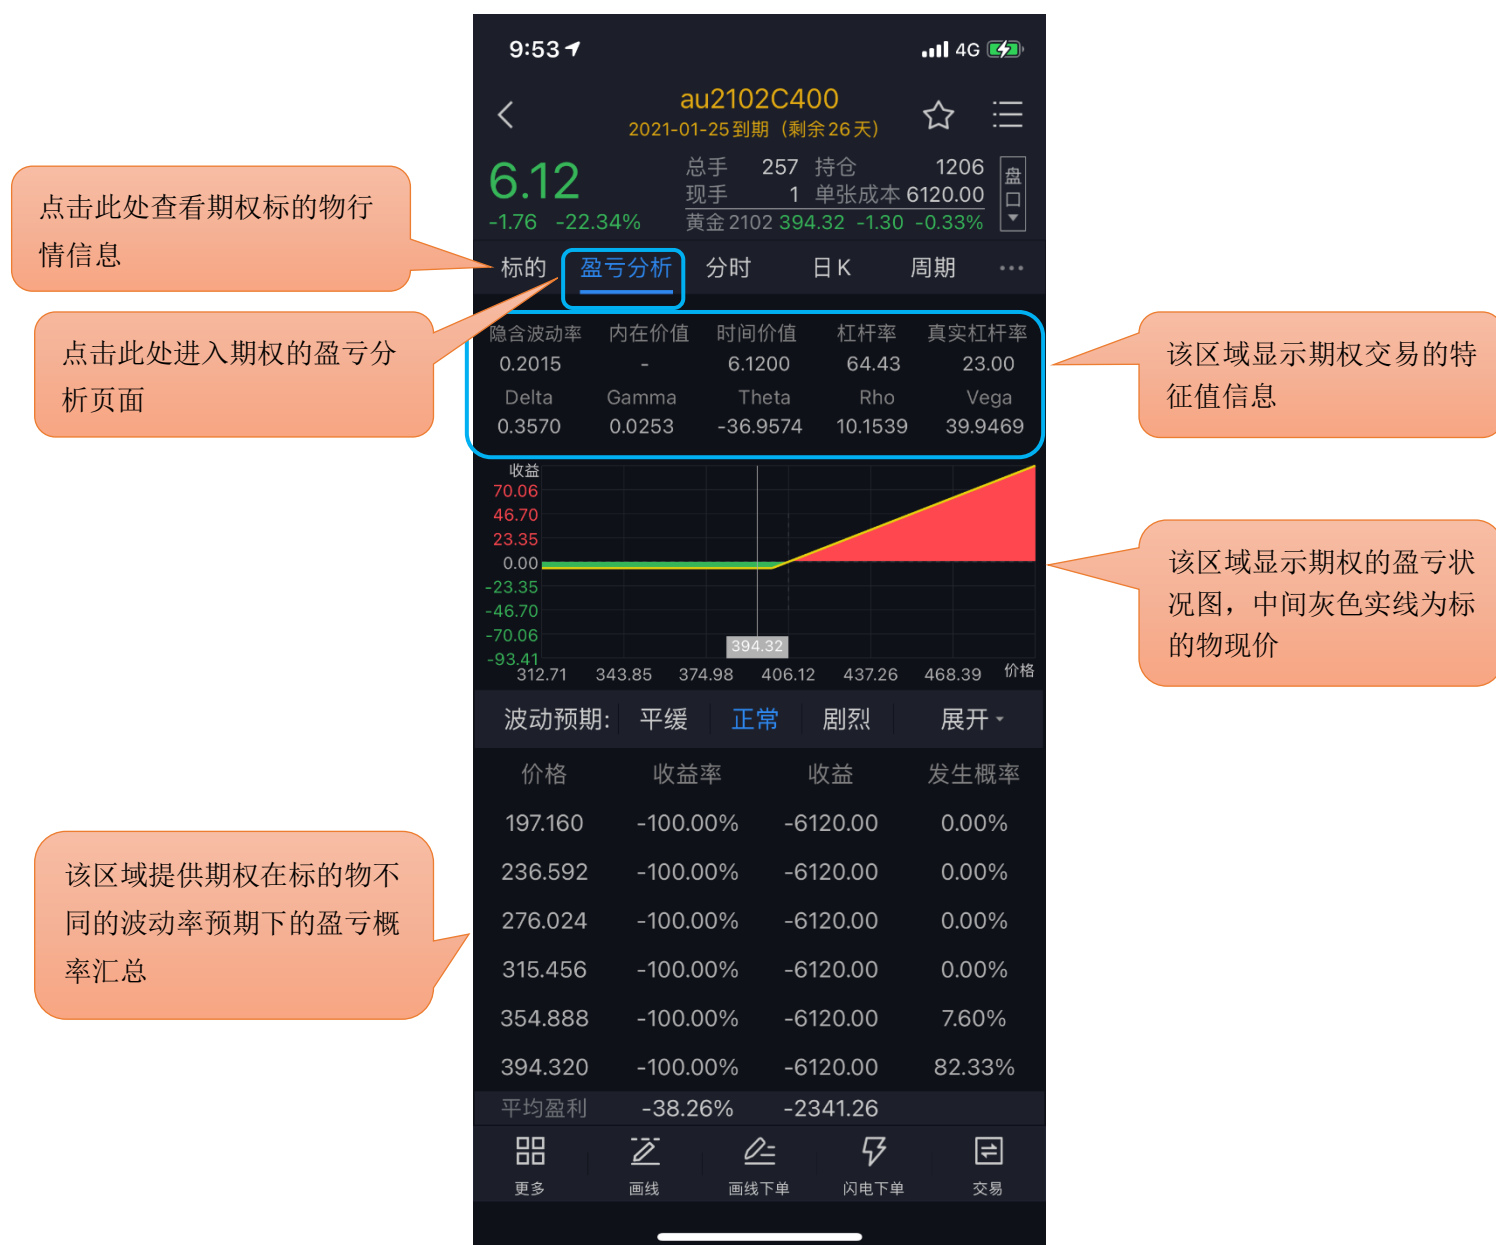 9:53
4G
au2102C400
2021-01-25到期（剩余26天）
6.12
-1.76 -22.34%
总手 257 持仓 1206
现手 1 单张成本 6120.00
黄金2102 394.32 -1.30 -0.33%
盘口
标的 盈亏分析 分时 日K 周期 ···
隐含波动率 内在价值 时间价值 杠杆率 真实杠杆率
0.2015 - 6.1200 64.43 23.00
Delta Gamma Theta Rho Vega
0.3570 0.0253 -36.9574 10.1539 39.9469
收益
70.06
46.70
23.35
0.00
-23.35
-46.70
-70.06
-93.41
394.32
312.71 343.85 374.98 406.12 437.26 468.39 价格
波动预期: 平缓 正常 剧烈 展开
价格 收益率 收益 发生概率
197.160 -100.00% -6120.00 0.00%
236.592 -100.00% -6120.00 0.00%
276.024 -100.00% -6120.00 0.00%
315.456 -100.00% -6120.00 0.00%
354.888 -100.00% -6120.00 7.60%
394.320 -100.00% -6120.00 82.33%
平均盈利 -38.26% -2341.26
更多 画线 画线下单 闪电下单 交易
点击此处查看期权标的物行
情信息
点击此处进入期权的盈亏分
析页面
该区域提供期权在标的物不
同的波动率预期下的盈亏概
率汇总
该区域显示期权交易的特
征值信息
该区域显示期权的盈亏状
况图，中间灰色实线为标
的物现价